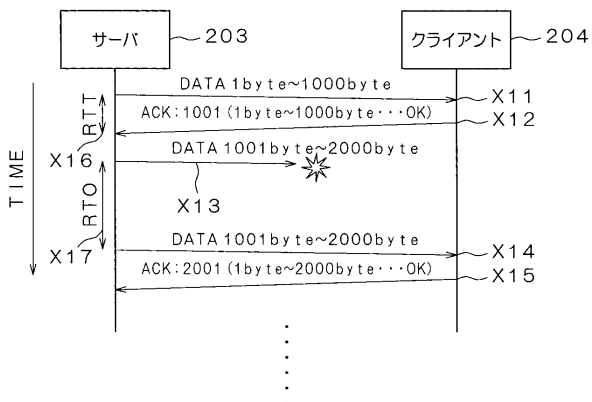 サーバ
203
クライアント
204
DATA 1byte~1000byte
X11
ACK:1001(1byte~1000byte･･･OK)
X12
RTT
X16
DATA 1001byte~2000byte
X13
TIME
RTO
X17
DATA 1001byte~2000byte
X14
ACK:2001(1byte~2000byte･･･OK)
X15